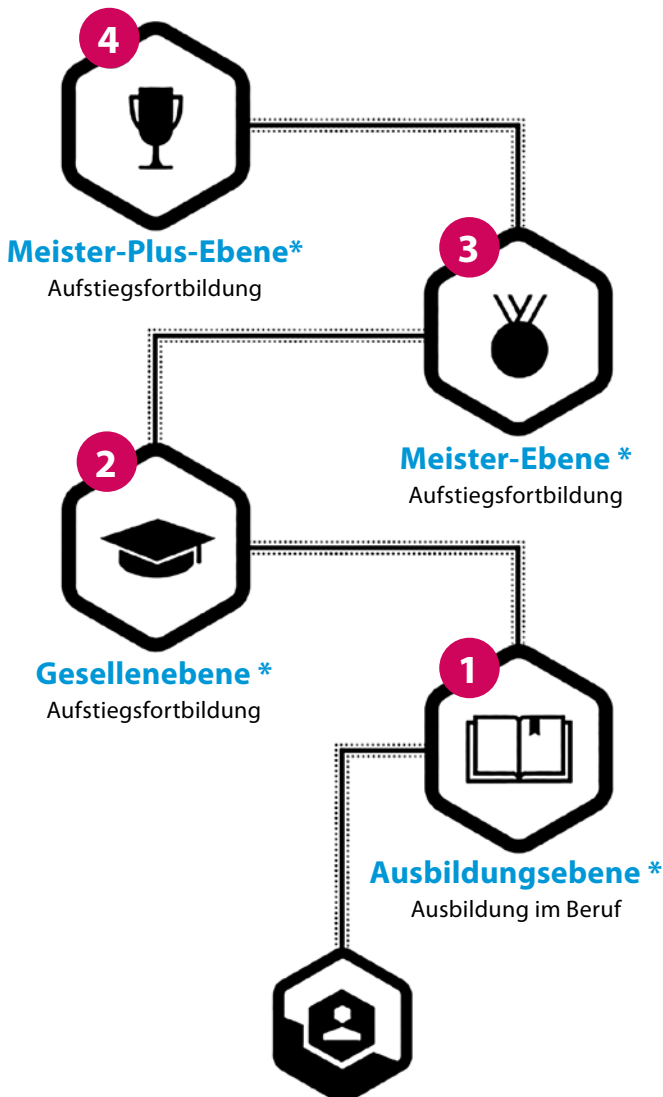 4
Meister-Plus-Ebene*
Aufstiegsfortbildung
3
Meister-Ebene *
Aufstiegsfortbildung
2
Gesellenebene *
Aufstiegsfortbildung
1
Ausbildungsebene *
Ausbildung im Beruf